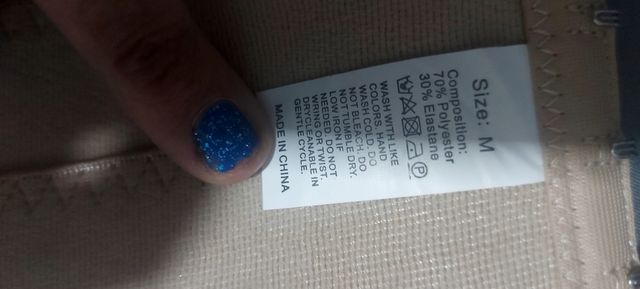 Size: M
Composition:
70% Polyester
30% Elastane
WASH WITH LIKE
COLORS. HAND
WASH COLD. DO
NOT BLEACH. DO
NOT TUMBLE DRY.
LOW IRON IF
NEEDED. DO NOT
WRING OR TWIST.
DRYCLEANABLE IN
GENTLE CYCLE.
MADE IN CHINA